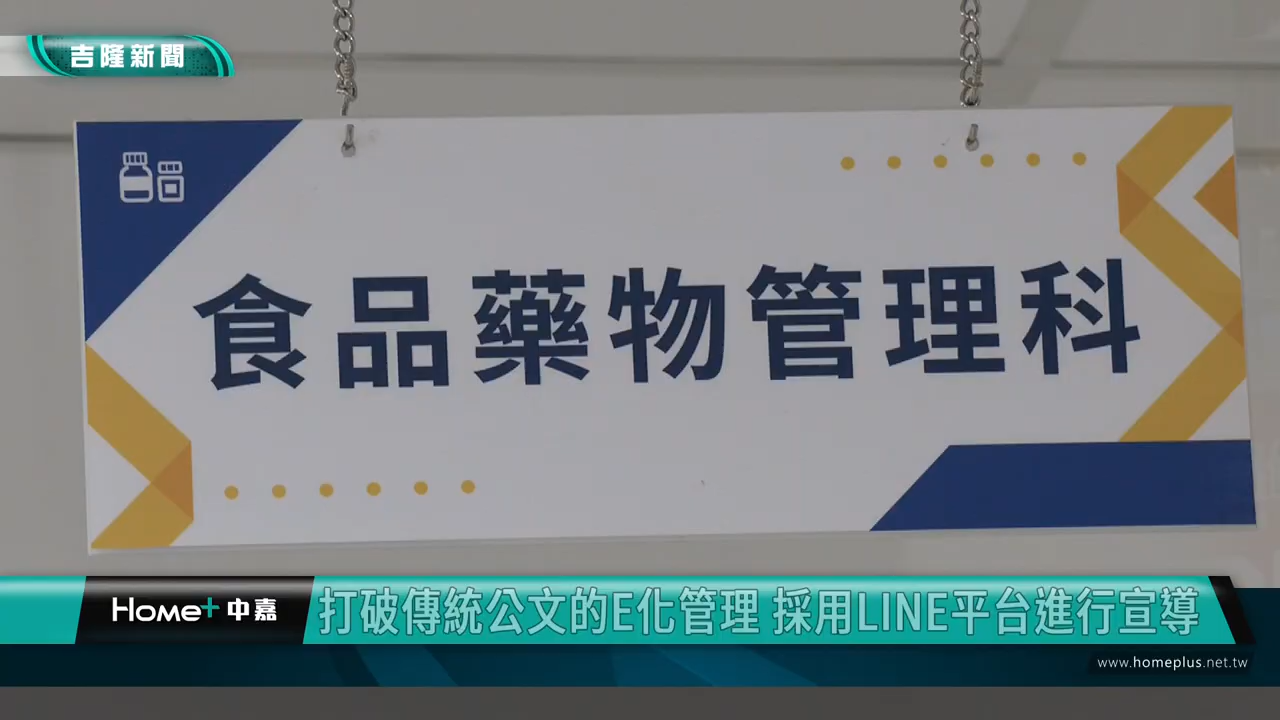 吉隆新聞
食品藥物管理科
Home+中嘉
打破傳統公文的E化管理 採用LINE平台進行宣導
www.homeplus.net.tw